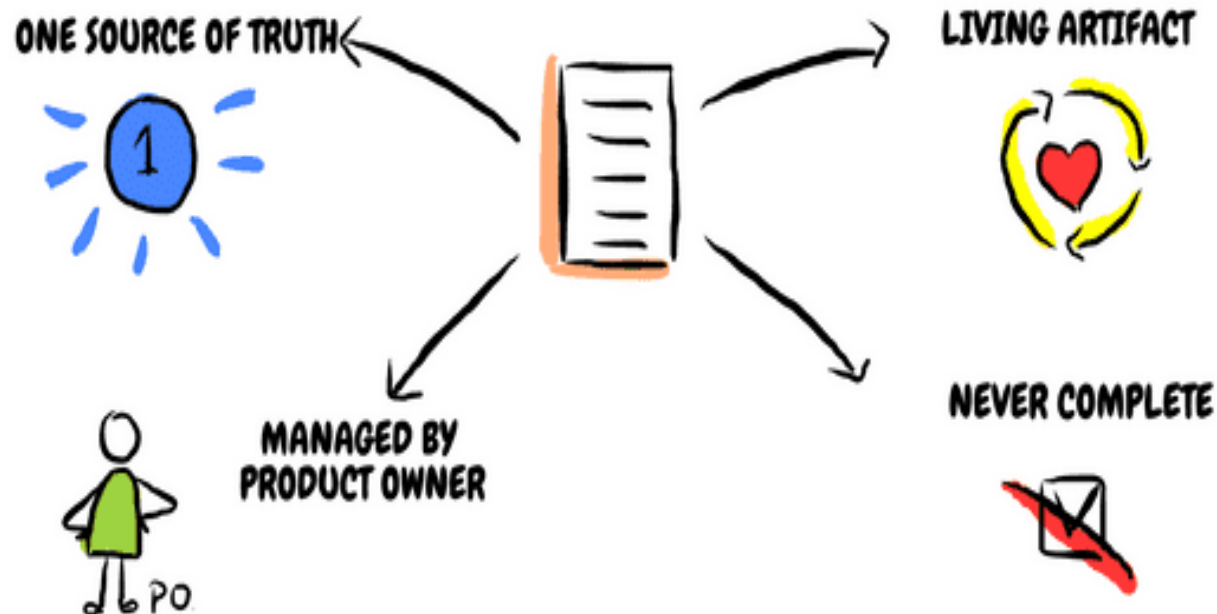 ONE SOURCE OF TRUTH
LIVING ARTIFACT
1
MANAGED BY
PRODUCT OWNER
NEVER COMPLETE
PO